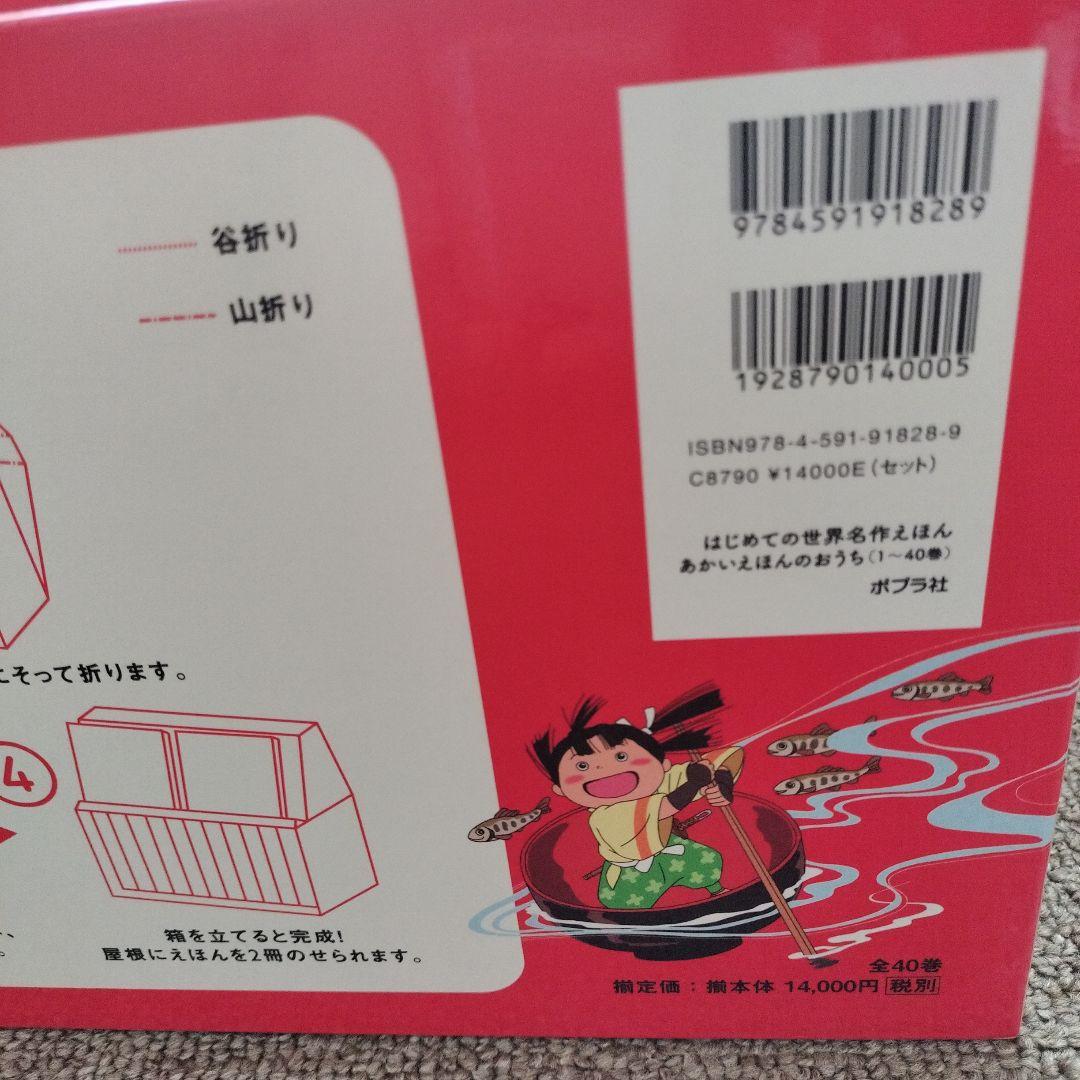 谷折り
山折り
にそって折ります。
4
箱を立てると完成!
屋根にえほんを2冊のせられます。
9784591918289
1928790140005
ISBN978-4-591-91828-9
C8790 ¥14000E(セット)
はじめての世界名作えほん
あかいえほんのおうち(1〜40巻)
ポプラ社
全40巻
揃定価:揃本体 14,000円 税別